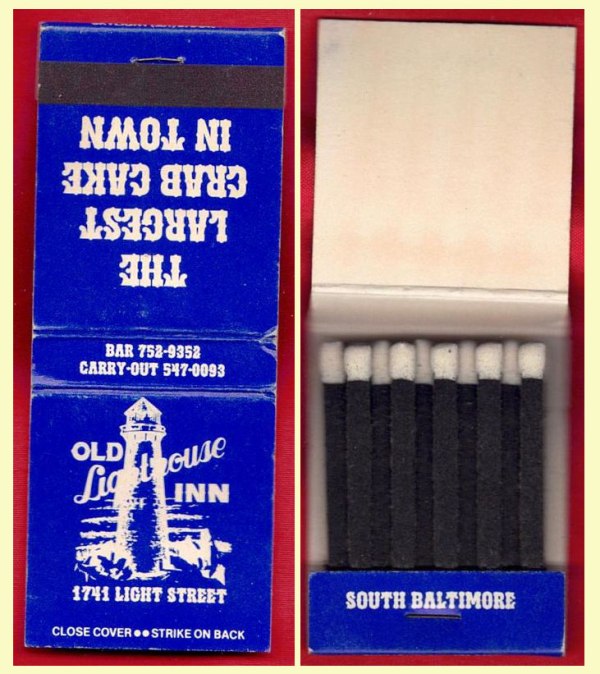 THE
LARGEST
CRAB CAKE
IN TOWN
BAR 752-9352
CARRY-OUT 547-0093
OLD
Lighthouse
INN
1741 LIGHT STREET
CLOSE COVER ●● STRIKE ON BACK
SOUTH BALTIMORE